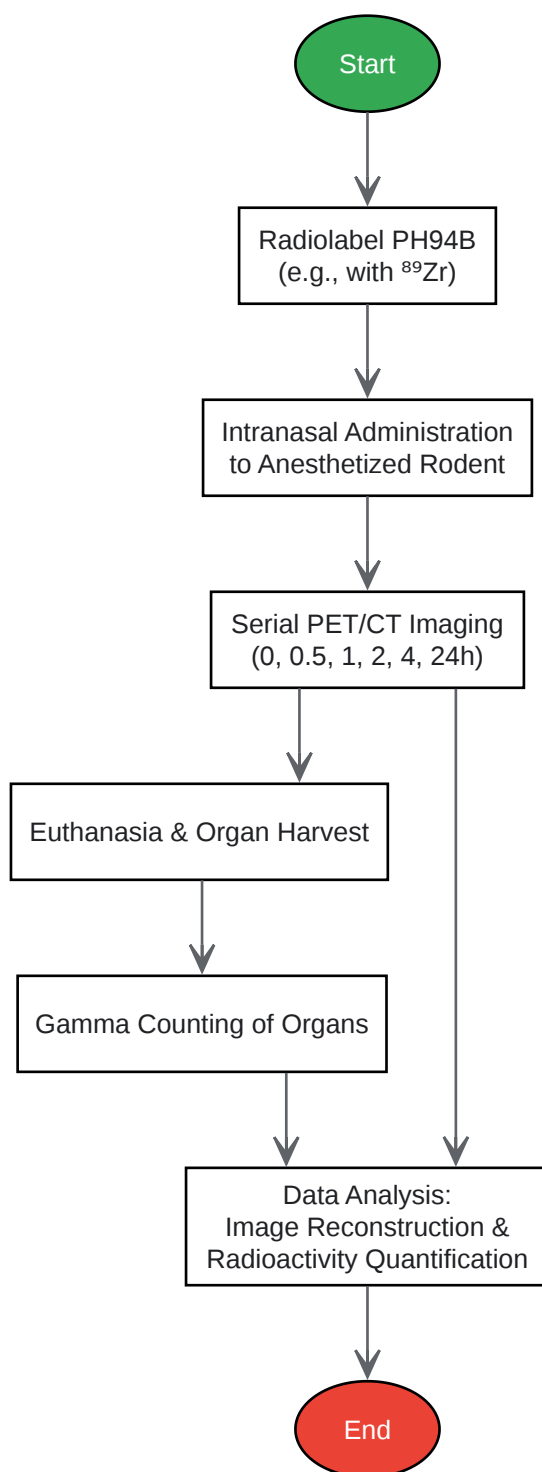 Start
Radiolabel PH94B
(e.g., with ⁸⁹Zr)
Intranasal Administration
to Anesthetized Rodent
Serial PET/CT Imaging
(0, 0.5, 1, 2, 4, 24h)
Euthanasia & Organ Harvest
Gamma Counting of Organs
Data Analysis:
Image Reconstruction &
Radioactivity Quantification
End